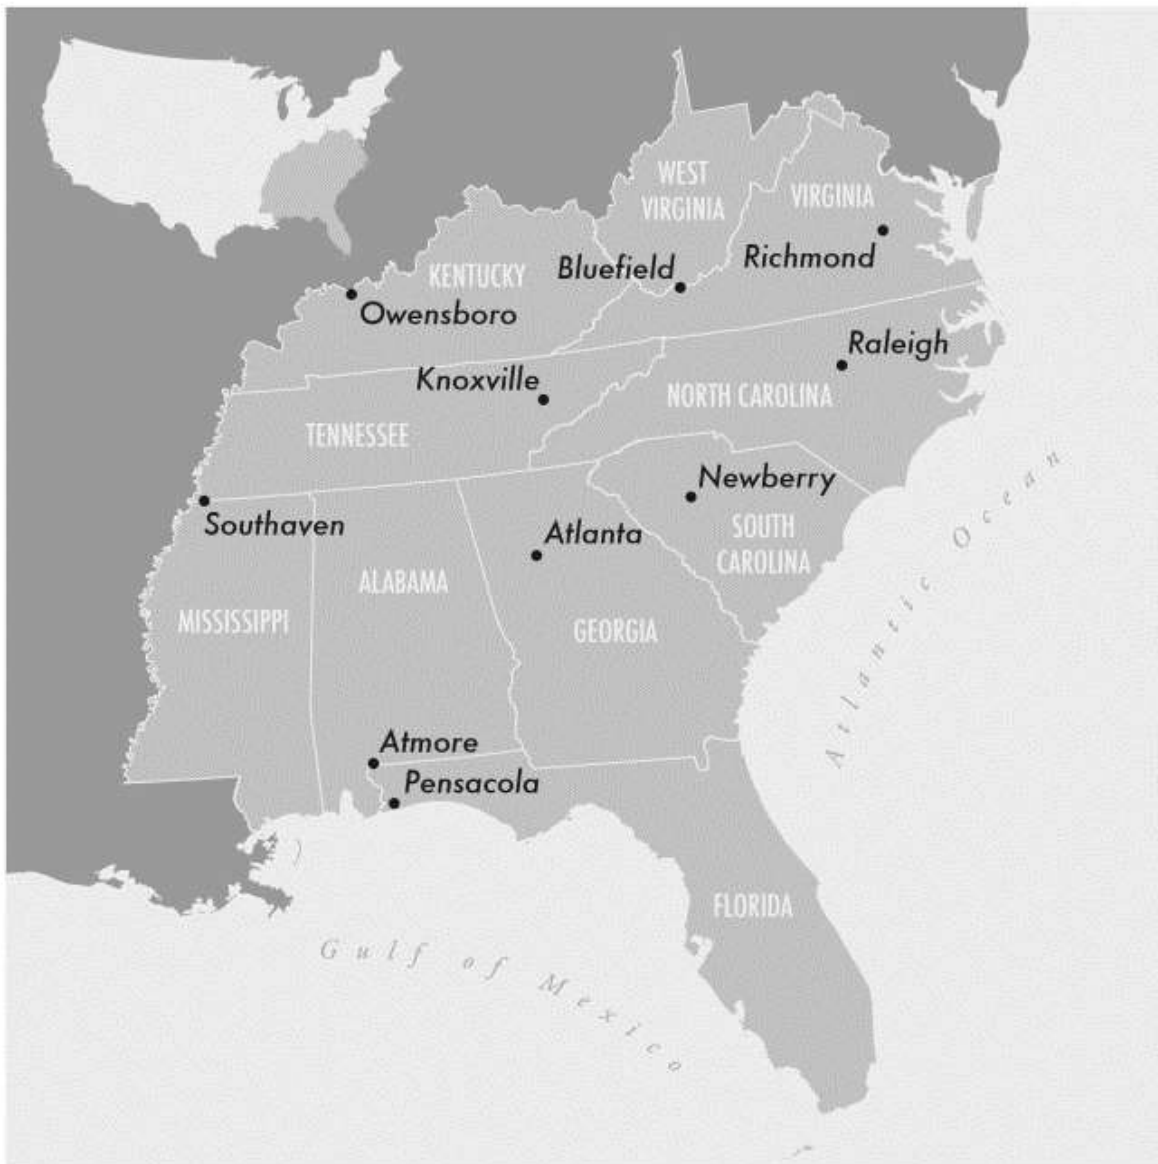 WEST
VIRGINIA
VIRGINIA
Richmond
Bluefield
KENTUCKY
Owensboro
Raleigh
Knoxville
NORTH CAROLINA
TENNESSEE
Newberry
Southaven
SOUTH
CAROLINA
Atlanta
ALABAMA
MISSISSIPPI
GEORGIA
Atlantic Ocean
Atmore
Pensacola
FLORIDA
Gulf of Mexico